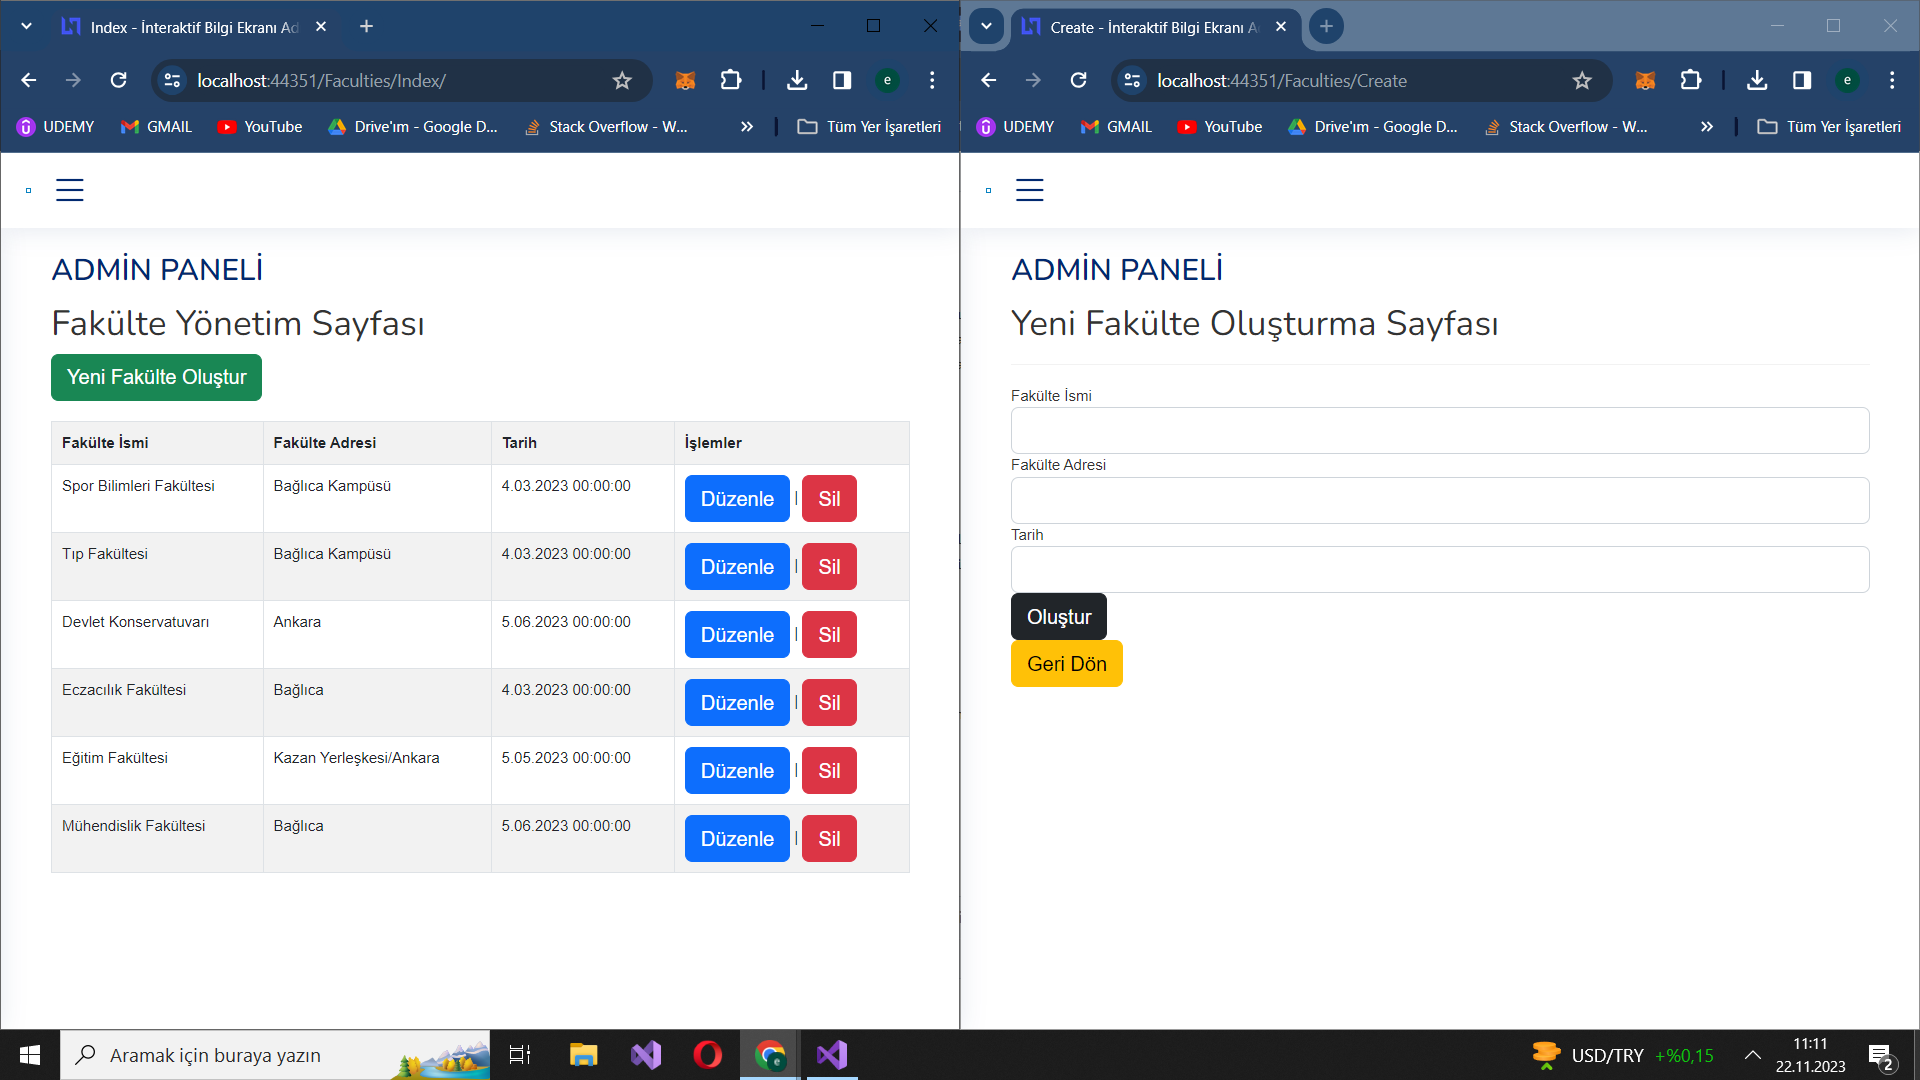 Index - İnteraktif Bilgi Ekranı Ad
localhost:44351/Faculties/Index/
e
UDEMY
GMAIL
YouTube
Drive'ım - Google D...
Stack Overflow - W...
Tüm Yer İşaretleri
ADMİN PANELİ
Fakülte Yönetim Sayfası
Yeni Fakülte Oluştur
Fakülte İsmi Fakülte Adresi Tarih İşlemler
Spor Bilimleri Fakültesi Bağlıca Kampüsü 4.03.2023 00:00:00 Düzenle | Sil
Tıp Fakültesi Bağlıca Kampüsü 4.03.2023 00:00:00 Düzenle | Sil
Devlet Konservatuvarı Ankara 5.06.2023 00:00:00 Düzenle | Sil
Eczacılık Fakültesi Bağlıca 4.03.2023 00:00:00 Düzenle | Sil
Eğitim Fakültesi Kazan Yerleşkesi/Ankara 5.05.2023 00:00:00 Düzenle | Sil
Mühendislik Fakültesi Bağlıca 5.06.2023 00:00:00 Düzenle | Sil
Create - İnteraktif Bilgi Ekranı A
localhost:44351/Faculties/Create
e
UDEMY
GMAIL
YouTube
Drive'ım - Google D...
Stack Overflow - W...
Tüm Yer İşaretleri
ADMİN PANELİ
Yeni Fakülte Oluşturma Sayfası
Fakülte İsmi
Fakülte Adresi
Tarih
Oluştur
Geri Dön
Aramak için buraya yazın
e
USD/TRY +%0,15
11:11
22.11.2023
2